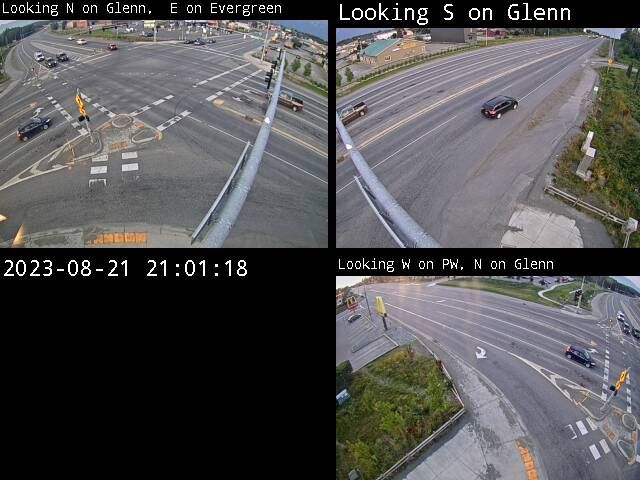 Looking N on Glenn, E on Evergreen
Looking S on Glenn
2023-08-21 21:01:18
Looking W on PW, N on Glenn